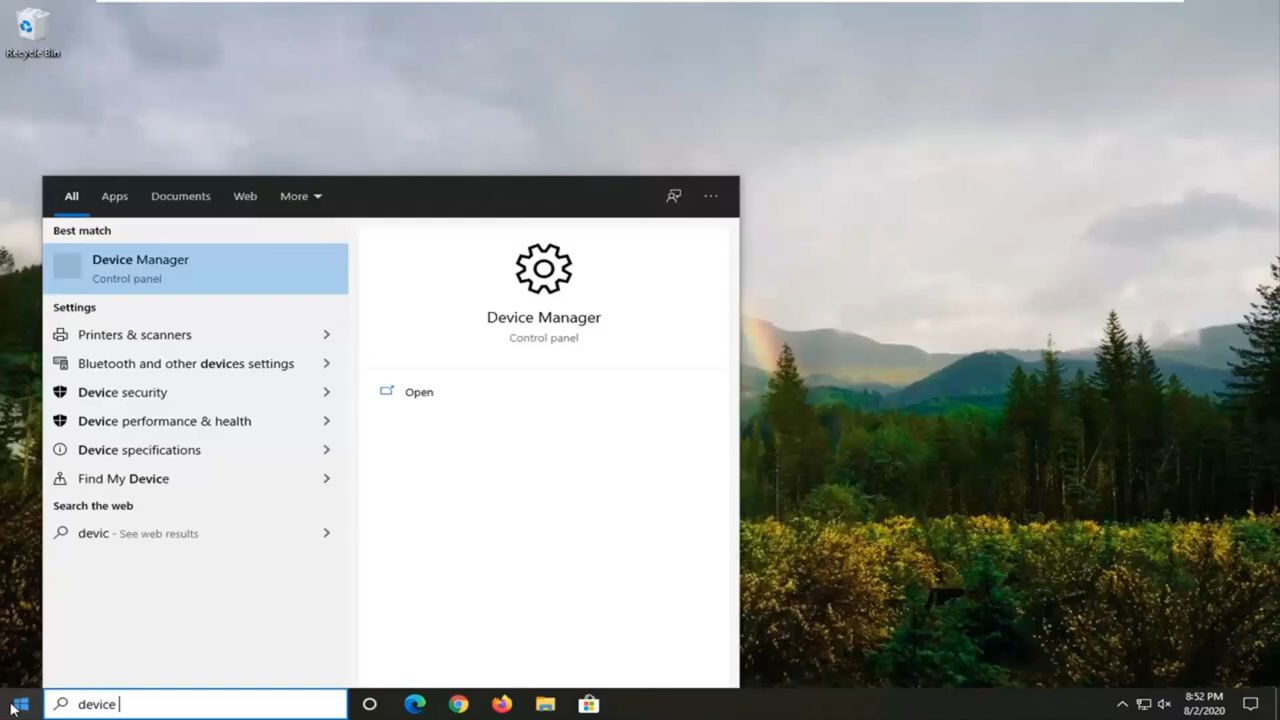 Recycle Bin
All Apps Documents Web More
Best match
Device Manager
Control panel
Settings
Printers & scanners
Bluetooth and other devices settings
Device security
Device performance & health
Device specifications
Find My Device
Search the web
devic - See web results
Device Manager
Control panel
Open
device
8:52 PM
8/2/2020